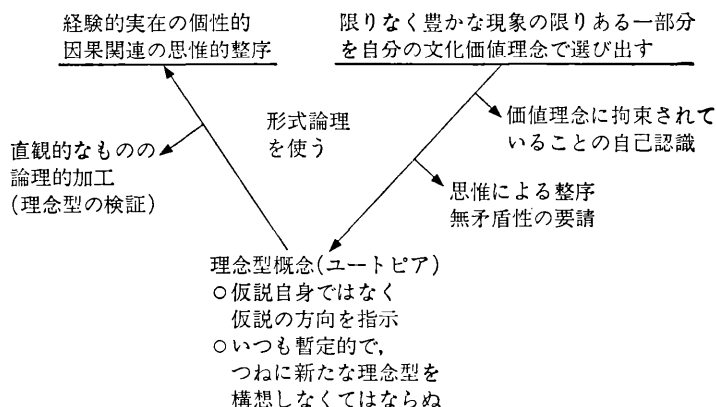 経験的実在の個性的
因果関連の思惟的整序
限りなく豊かな現象の限りある一部分
を自分の文化価値理念で選び出す
形式論理
を使う
価値理念に拘束されて
いることの自己認識
直観的なものの
論理的加工
(理念型の検証)
思惟による整序
無矛盾性の要請
理念型概念(ユートピア)
○仮説自身ではなく
仮説の方向を指示
○いつも暫定的で,
つねに新たな理念型を
構想しなくてはならぬ